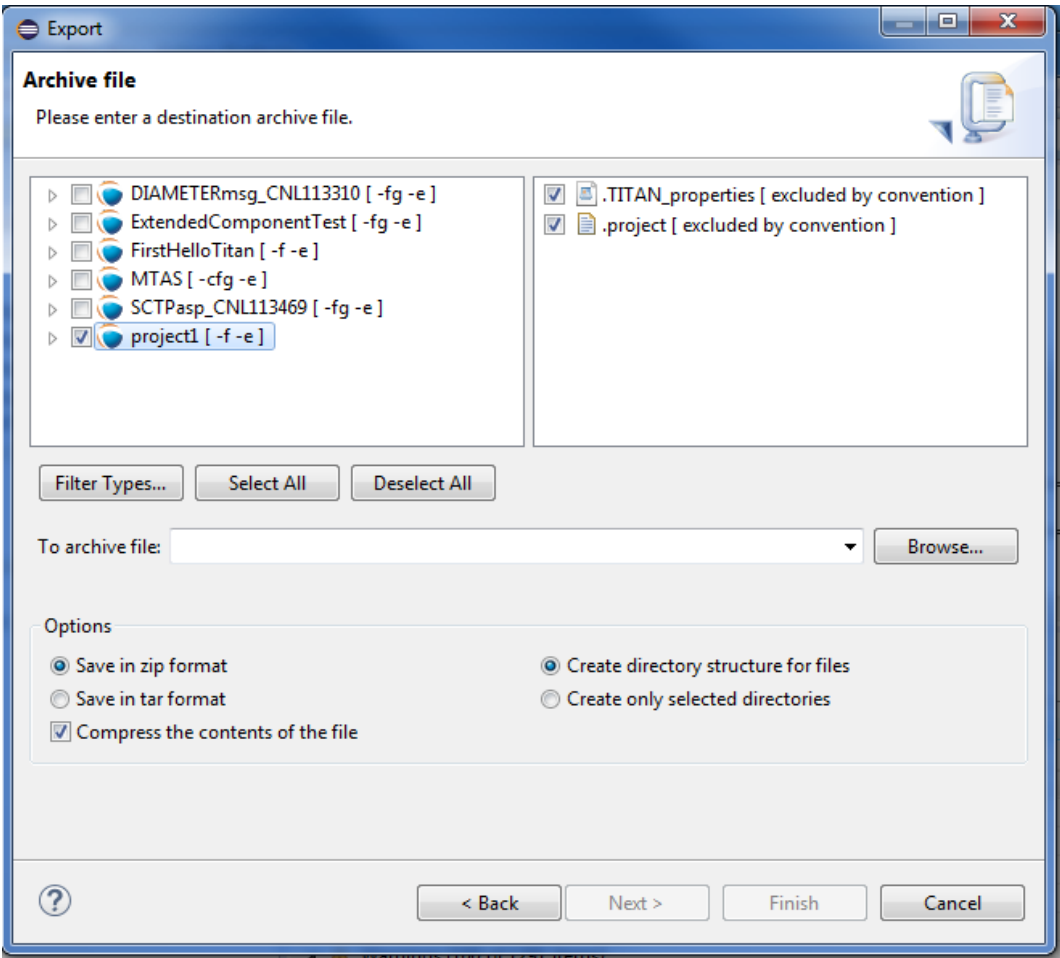 Export
Archive file
Please enter a destination archive file.
DIAMETERmsg_CNL113310 [ -fg -e ]
ExtendedComponentTest [ -fg -e ]
FirstHelloTitan [ -f -e ]
MTAS [ -cfg -e ]
SCTPasp_CNL113469 [ -fg -e ]
project1 [ -f -e ]
.TITAN_properties [ excluded by convention ]
.project [ excluded by convention ]
Filter Types... Select All Deselect All
To archive file: Browse...
Options
Save in zip format
Save in tar format
Compress the contents of the file
Create directory structure for files
Create only selected directories
? < Back Next > Finish Cancel